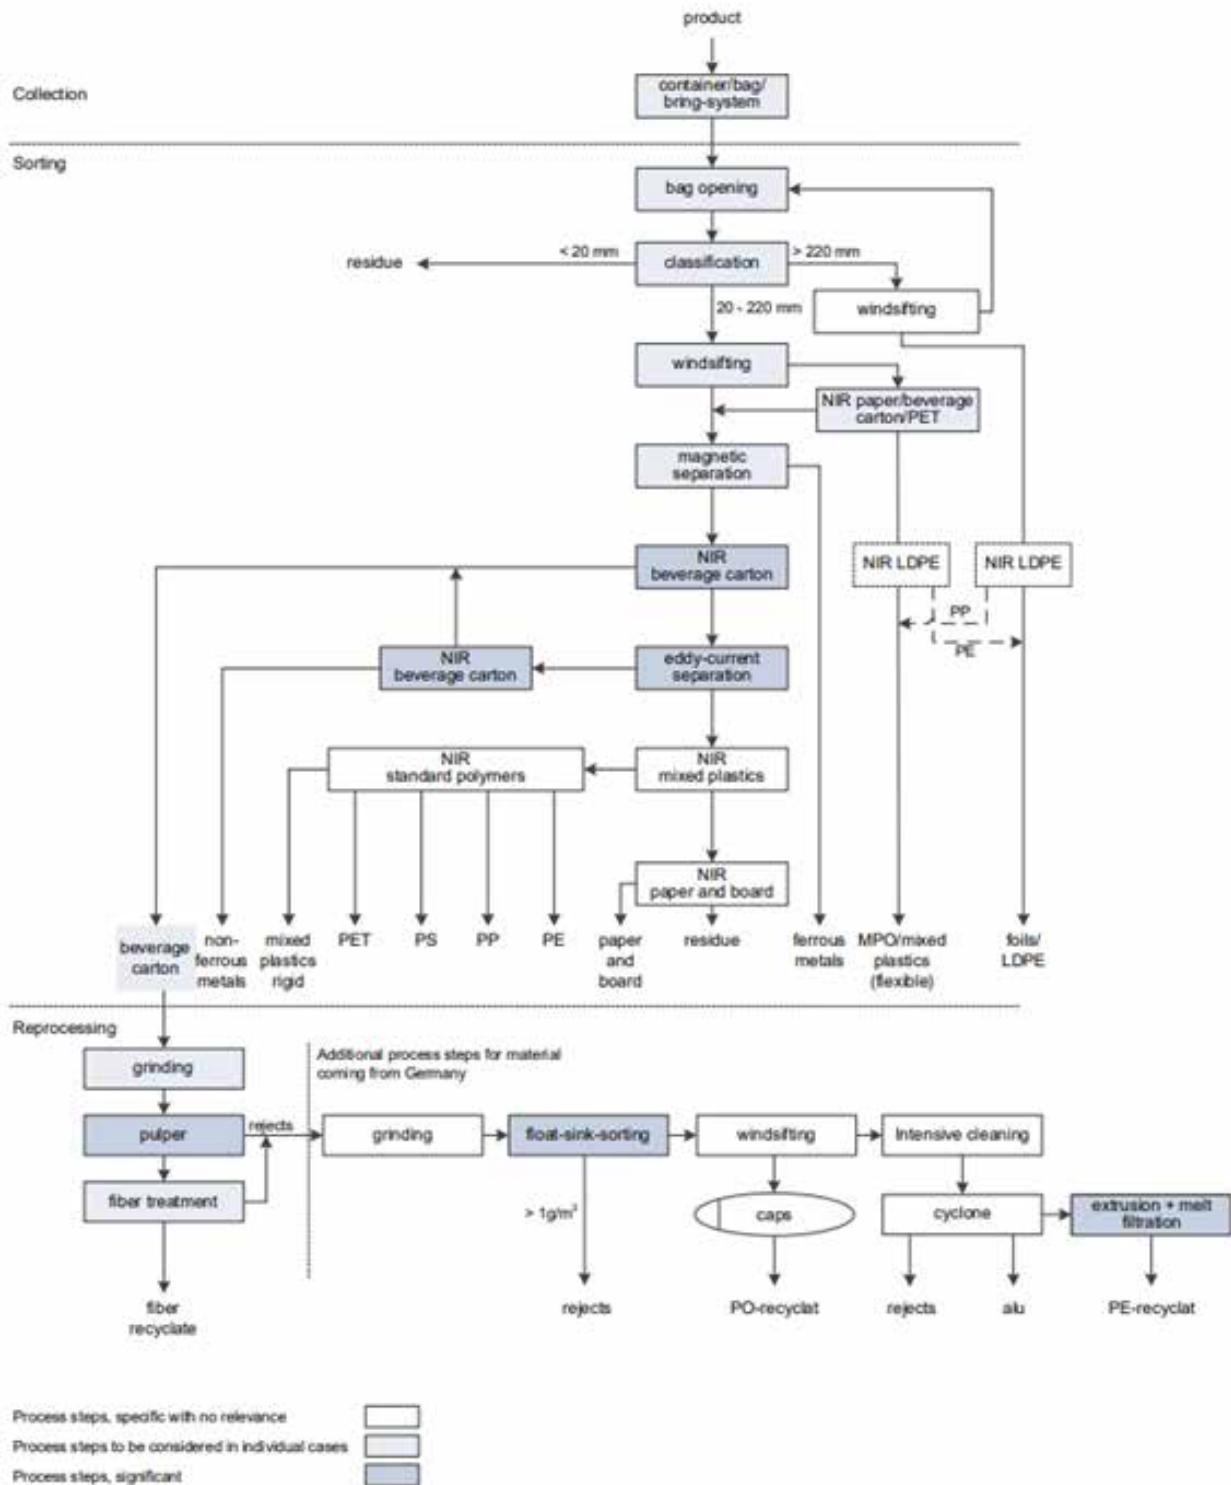 product
Collection
container/bag/
bring-system
Sorting
bag opening
< 20 mm
> 220 mm
residue
classification
20 - 220 mm
windsifting
windsifting
NIR paper/beverage
carton/PET
magnetic
separation
NIR
beverage carton
NIR LDPE
NIR LDPE
PP
PE
NIR
beverage carton
eddy-current
separation
NIR
standard polymers
NIR
mixed plastics
NIR
paper and board
beverage
carton
non-
ferrous
metals
mixed
plastics
rigid
PET
PS
PP
PE
paper
and
board
residue
ferrous
metals
MPO/mixed
plastics
(flexible)
foils/
LDPE
Reprocessing
grinding
Additional process steps for material
coming from Germany
pulper
rejects
grinding
float-sink-sorting
windsifting
Intensive cleaning
fiber treatment
> 1g/m³
caps
cyclone
extrusion + melt
filtration
fiber
recyclate
rejects
PO-recyclat
rejects
alu
PE-recyclat
Process steps, specific with no relevance
Process steps to be considered in individual cases
Process steps, significant